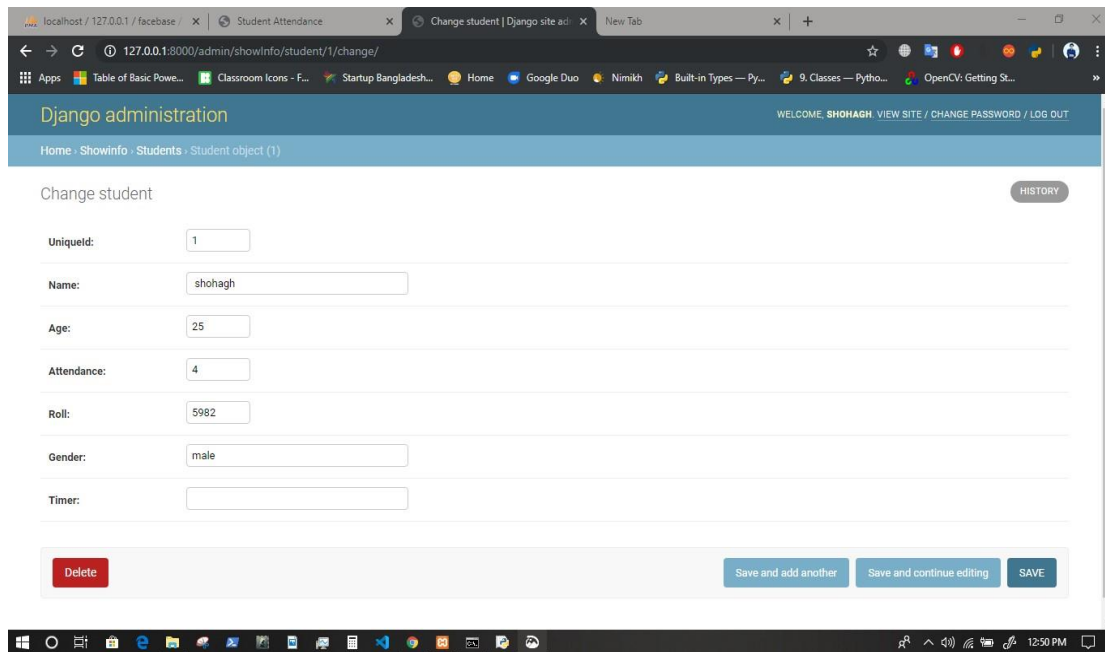 localhost / 127.0.0.1 / facebase /
Student Attendance
Change student | Django site ad
New Tab
127.0.0.1:8000/admin/showInfo/student/1/change/
Apps
Table of Basic Powe...
Classroom Icons - F...
Startup Bangladesh...
Home
Google Duo
Nimikh
Built-in Types — Py...
9. Classes — Pytho...
OpenCV: Getting St...
»
Django administration
WELCOME, SHOHAGH. VIEW SITE / CHANGE PASSWORD / LOG OUT
Home › Showinfo › Students › Student object (1)
Change student
HISTORY
UniqueId:
1
Name:
shohagh
Age:
25
Attendance:
4
Roll:
5982
Gender:
male
Timer:
Delete
Save and add another
Save and continue editing
SAVE
12:50 PM